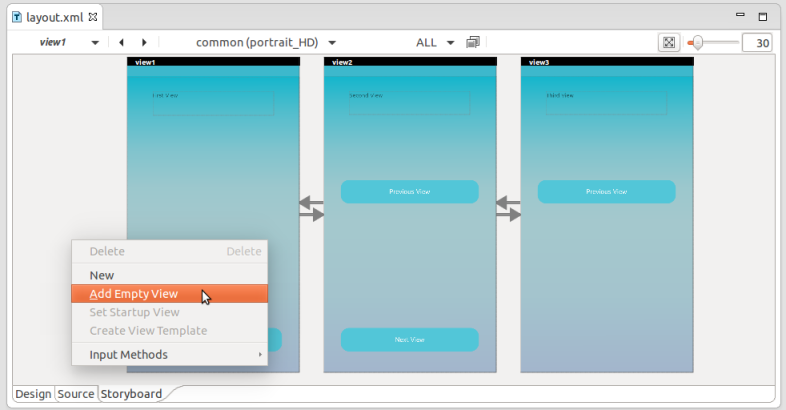 layout.xml
view1
common (portrait_HD)
ALL
30
view1
view2
view3
First View
Second View
Third View
Previous View
Previous View
Delete Delete
New
Add Empty View
Set Startup View
Create View Template
Input Methods
Next View
Design Source Storyboard